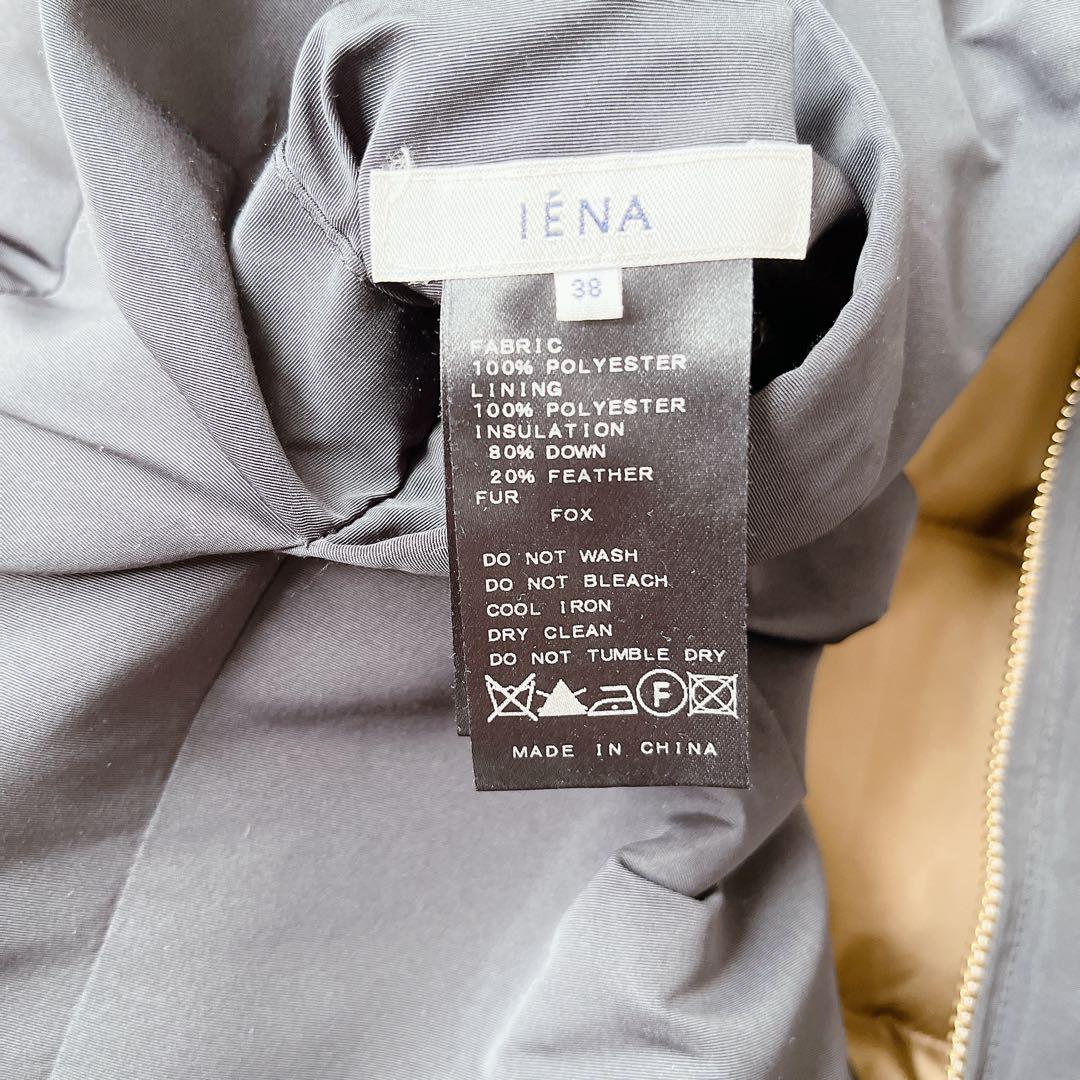 IÉNA
38
FABRIC
100% POLYESTER
LINING
100% POLYESTER
INSULATION
80% DOWN
20% FEATHER
FUR
FOX
DO NOT WASH
DO NOT BLEACH
COOL IRON
DRY CLEAN
DO NOT TUMBLE DRY
F
MADE IN CHINA